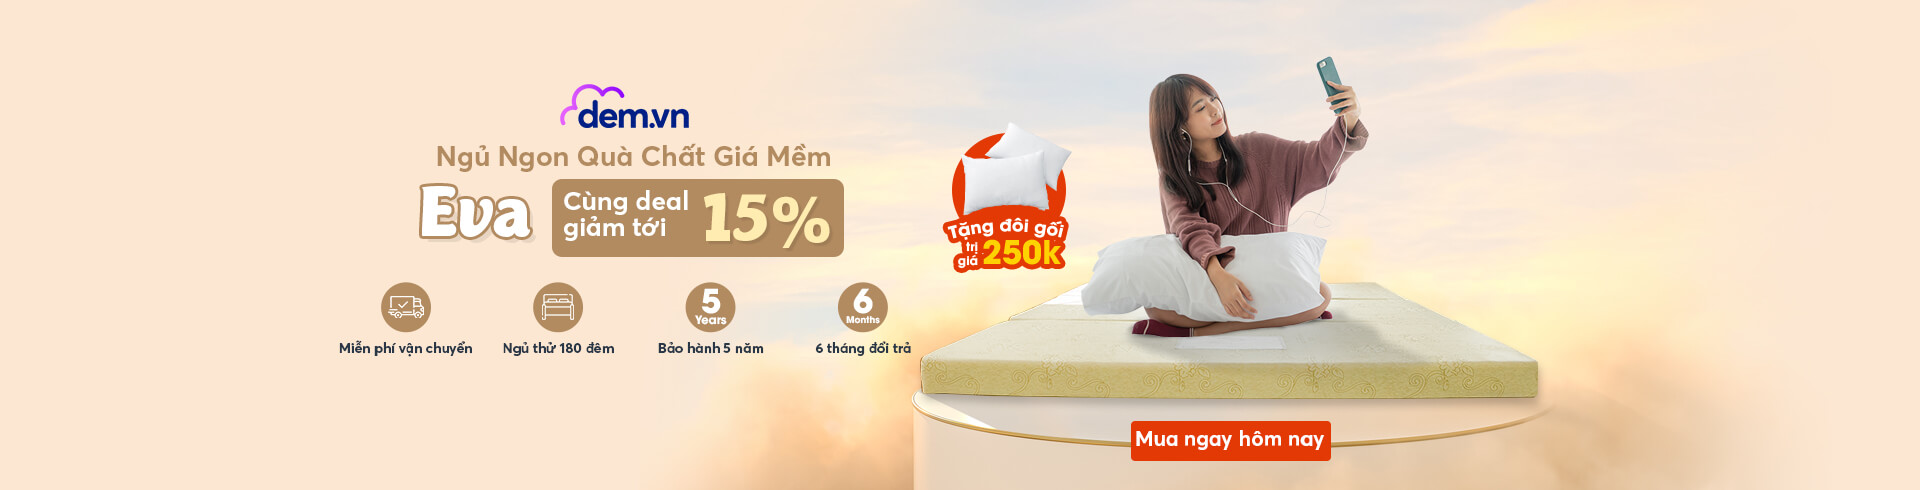 dem.vn
Ngủ Ngon Quà Chất Giá Mềm
Eva
Cùng deal
giảm tới
15%
5
Years
6
Months
Miễn phí vận chuyển
Ngủ thử 180 đêm
Bảo hành 5 năm
6 tháng đổi trả
Tặng đôi gối
trị
giá
250k
Mua ngay hôm nay